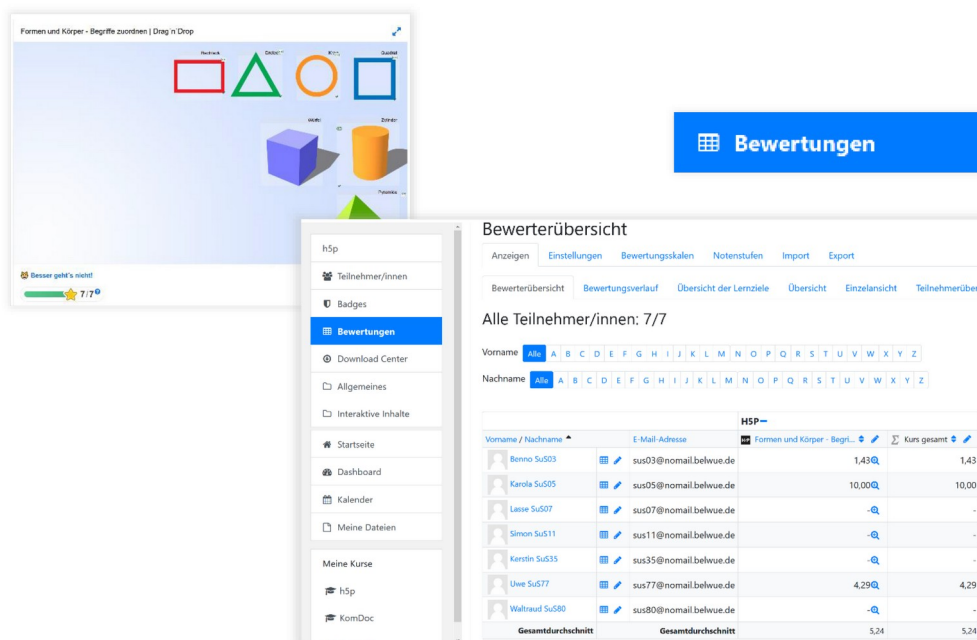 Formen und Körper - Begriffe zuordnen | Drag´n´Drop
Rechteck Dreieck Kreis Quadrat
Würfel Zylinder
Pyramide
Besser geht's nicht!
7/7
Bewertungen
h5p
Teilnehmer/innen
Badges
Bewertungen
Download Center
Allgemeines
Interaktive Inhalte
Startseite
Dashboard
Kalender
Meine Dateien
Meine Kurse
h5p
KomDoc
Bewerterübersicht
Anzeigen Einstellungen Bewertungsskalen Notenstufen Import Export
Bewerterübersicht Bewertungsverlauf Übersicht der Lernziele Übersicht Einzelansicht Teilnehmerüber
Alle Teilnehmer/innen: 7/7
Vorname Alle A B C D E F G H I J K L M N O P Q R S T U V W X Y Z
Nachname Alle A B C D E F G H I J K L M N O P Q R S T U V W X Y Z
H5P
Vorname / Nachname E-Mail-Adresse H5P Formen und Körper - Begri... Kurs gesamt
Benno SuS03 sus03@nomail.belwue.de 1,43 1,43
Karola SuS05 sus05@nomail.belwue.de 10,00 10,00
Lasse SuS07 sus07@nomail.belwue.de - -
Simon SuS11 sus11@nomail.belwue.de - -
Kerstin SuS35 sus35@nomail.belwue.de - -
Uwe SuS77 sus77@nomail.belwue.de 4,29 4,29
Waltraud SuS80 sus80@nomail.belwue.de - -
Gesamtdurchschnitt Gesamtdurchschnitt 5,24 5,24